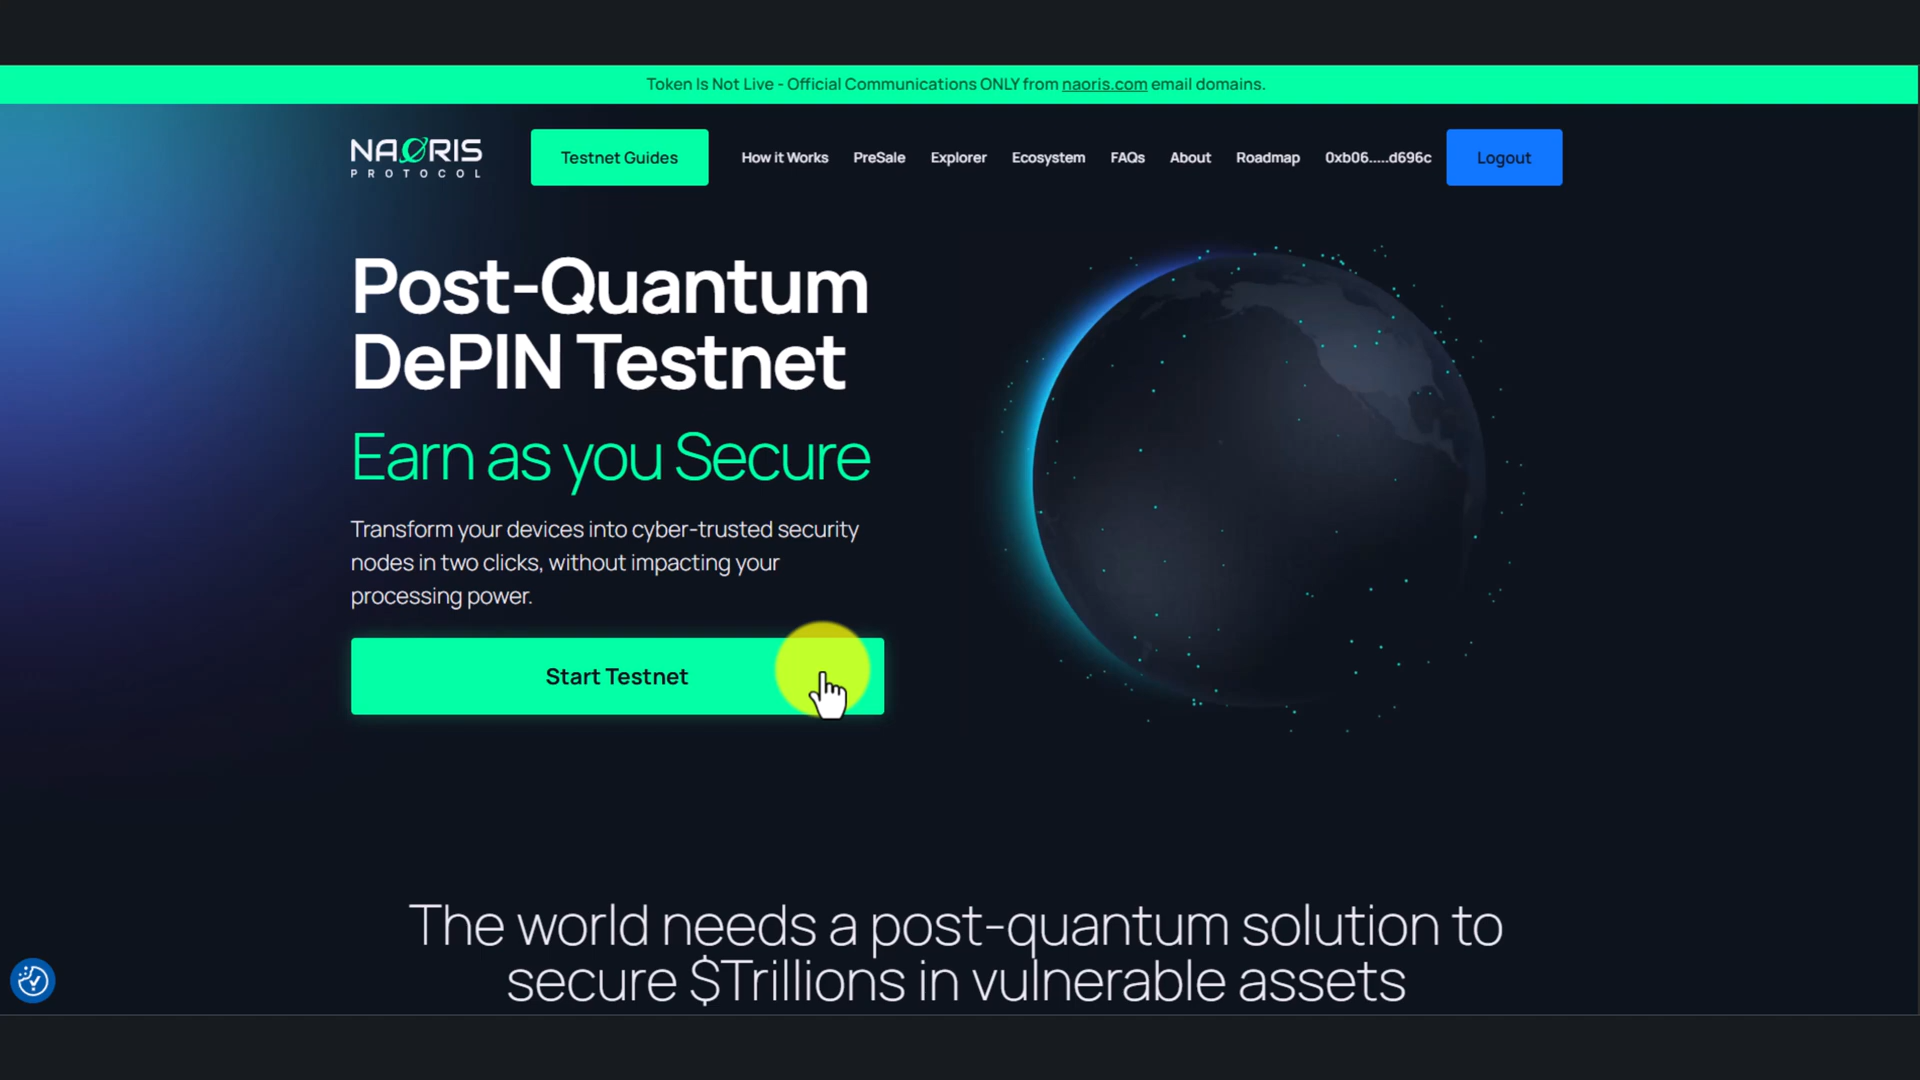 Token Is Not Live - Official Communications ONLY from naoris.com email domains.
NAORIS
PROTOCOL
Testnet Guides
How it Works
PreSale
Explorer
Ecosystem
FAQs
About
Roadmap
0xb06.....d696c
Logout
Post-Quantum
DePIN Testnet
Earn as you Secure
Transform your devices into cyber-trusted security
nodes in two clicks, without impacting your
processing power.
Start Testnet
The world needs a post-quantum solution to
secure $Trillions in vulnerable assets